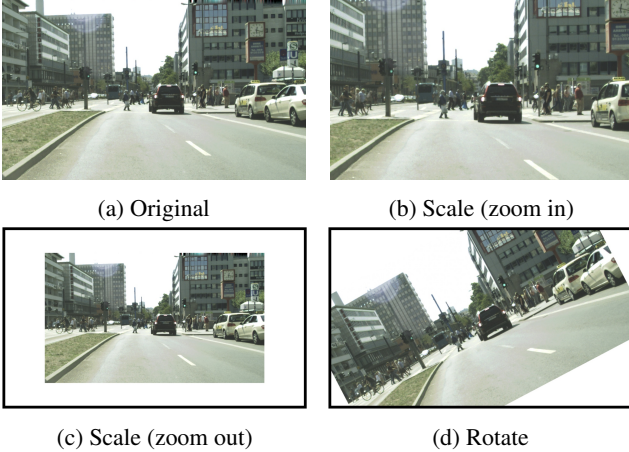 (a) Original
(b) Scale (zoom in)
(c) Scale (zoom out)
(d) Rotate